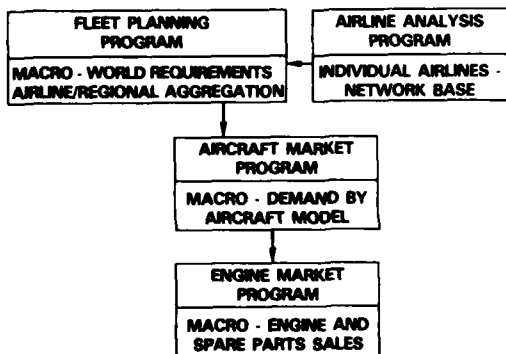 FLEET PLANNING
PROGRAM
MACRO - WORLD REQUIREMENTS
AIRLINE/REGIONAL AGGREGATION
AIRLINE ANALYSIS
PROGRAM
INDIVIDUAL AIRLINES -
NETWORK BASE
AIRCRAFT MARKET
PROGRAM
MACRO - DEMAND BY
AIRCRAFT MODEL
ENGINE MARKET
PROGRAM
MACRO - ENGINE AND
SPARE PARTS SALES